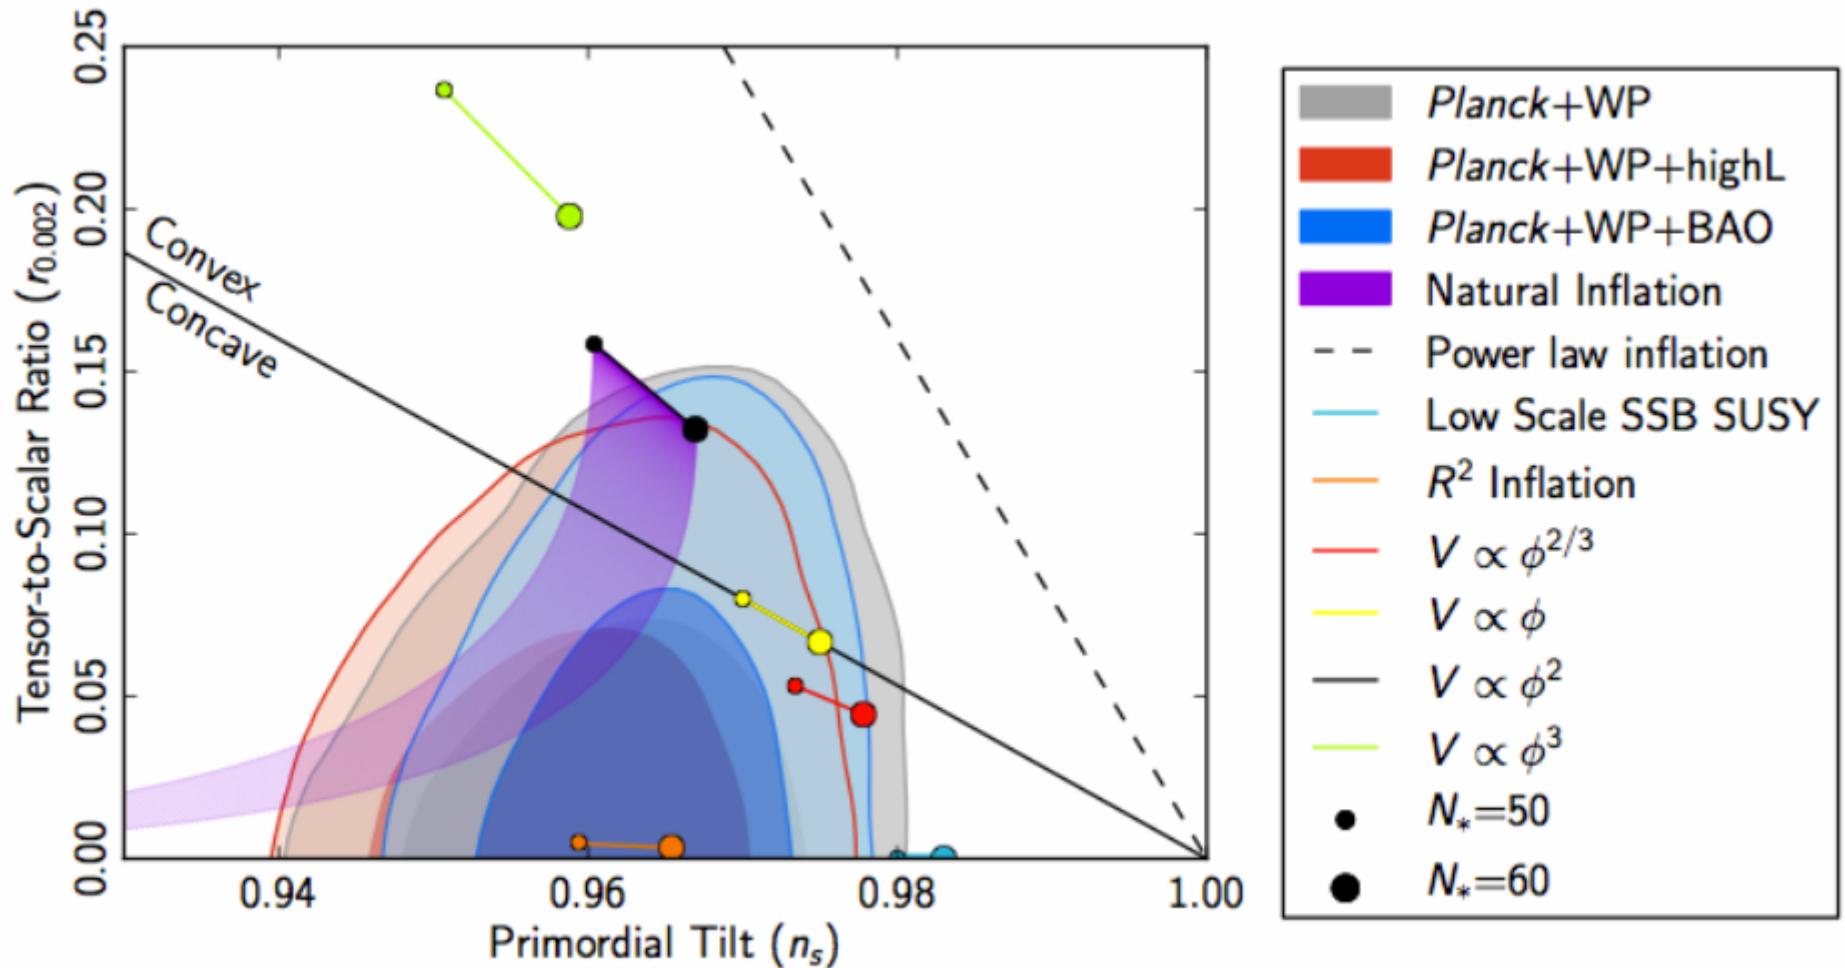 Tensor-to-Scalar Ratio (r₀.₀₀₂)
0.25
0.20
0.15
0.10
0.05
0.00
Convex
Concave
0.94
0.96
0.98
1.00
Primordial Tilt (nₛ)
Planck+WP
Planck+WP+highL
Planck+WP+BAO
Natural Inflation
Power law inflation
Low Scale SSB SUSY
R² Inflation
V ∝ ϕ²/³
V ∝ ϕ
V ∝ ϕ²
V ∝ ϕ³
N*=50
N*=60